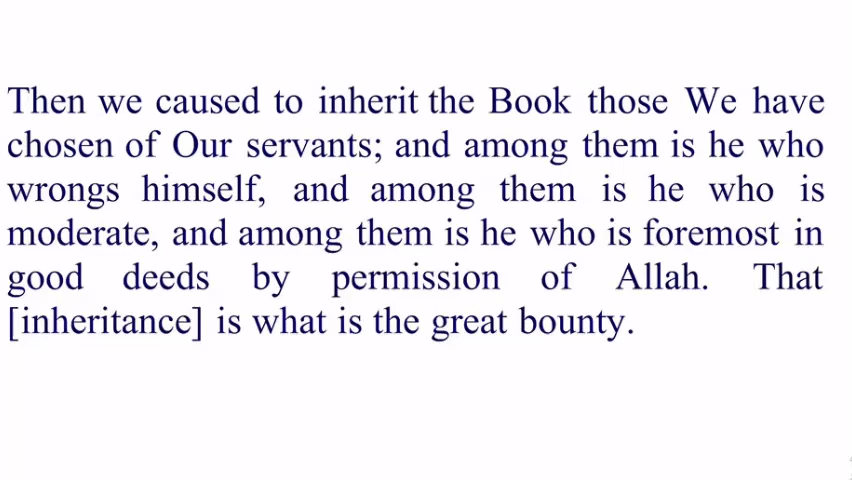 Then we caused to inherit the Book those We have
chosen of Our servants; and among them is he who
wrongs himself, and among them is he who is
moderate, and among them is he who is foremost in
good deeds by permission of Allah. That
[inheritance] is what is the great bounty.